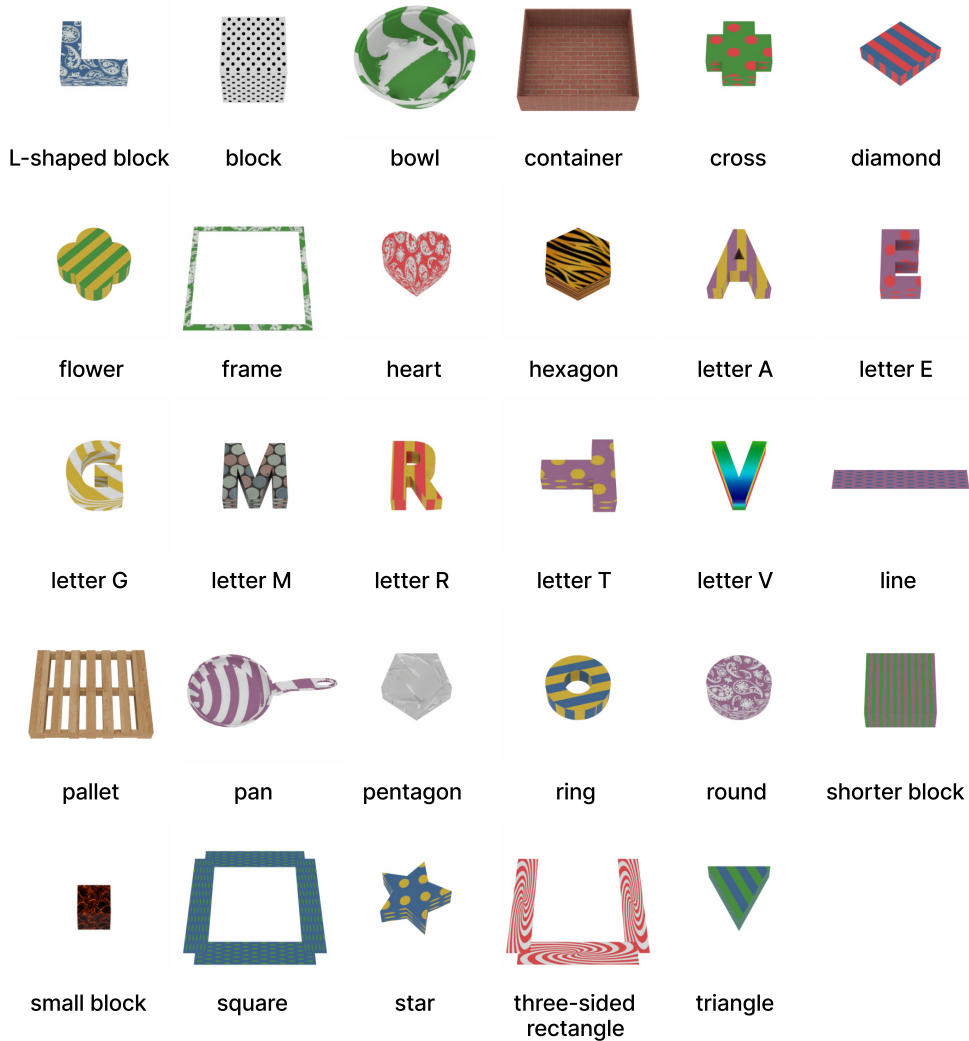 L-shaped block
block
bowl
container
cross
diamond
flower
frame
heart
hexagon
letter A
letter E
letter G
letter M
letter R
letter T
letter V
line
pallet
pan
pentagon
ring
round
shorter block
small block
square
star
three-sided
rectangle
triangle